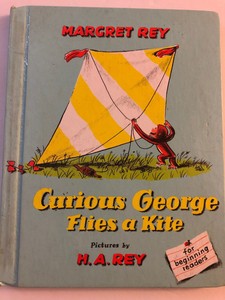 MARGRET REY
Curious George
Flies a Kite
Pictures by
H. A. REY
for
beginning
readers